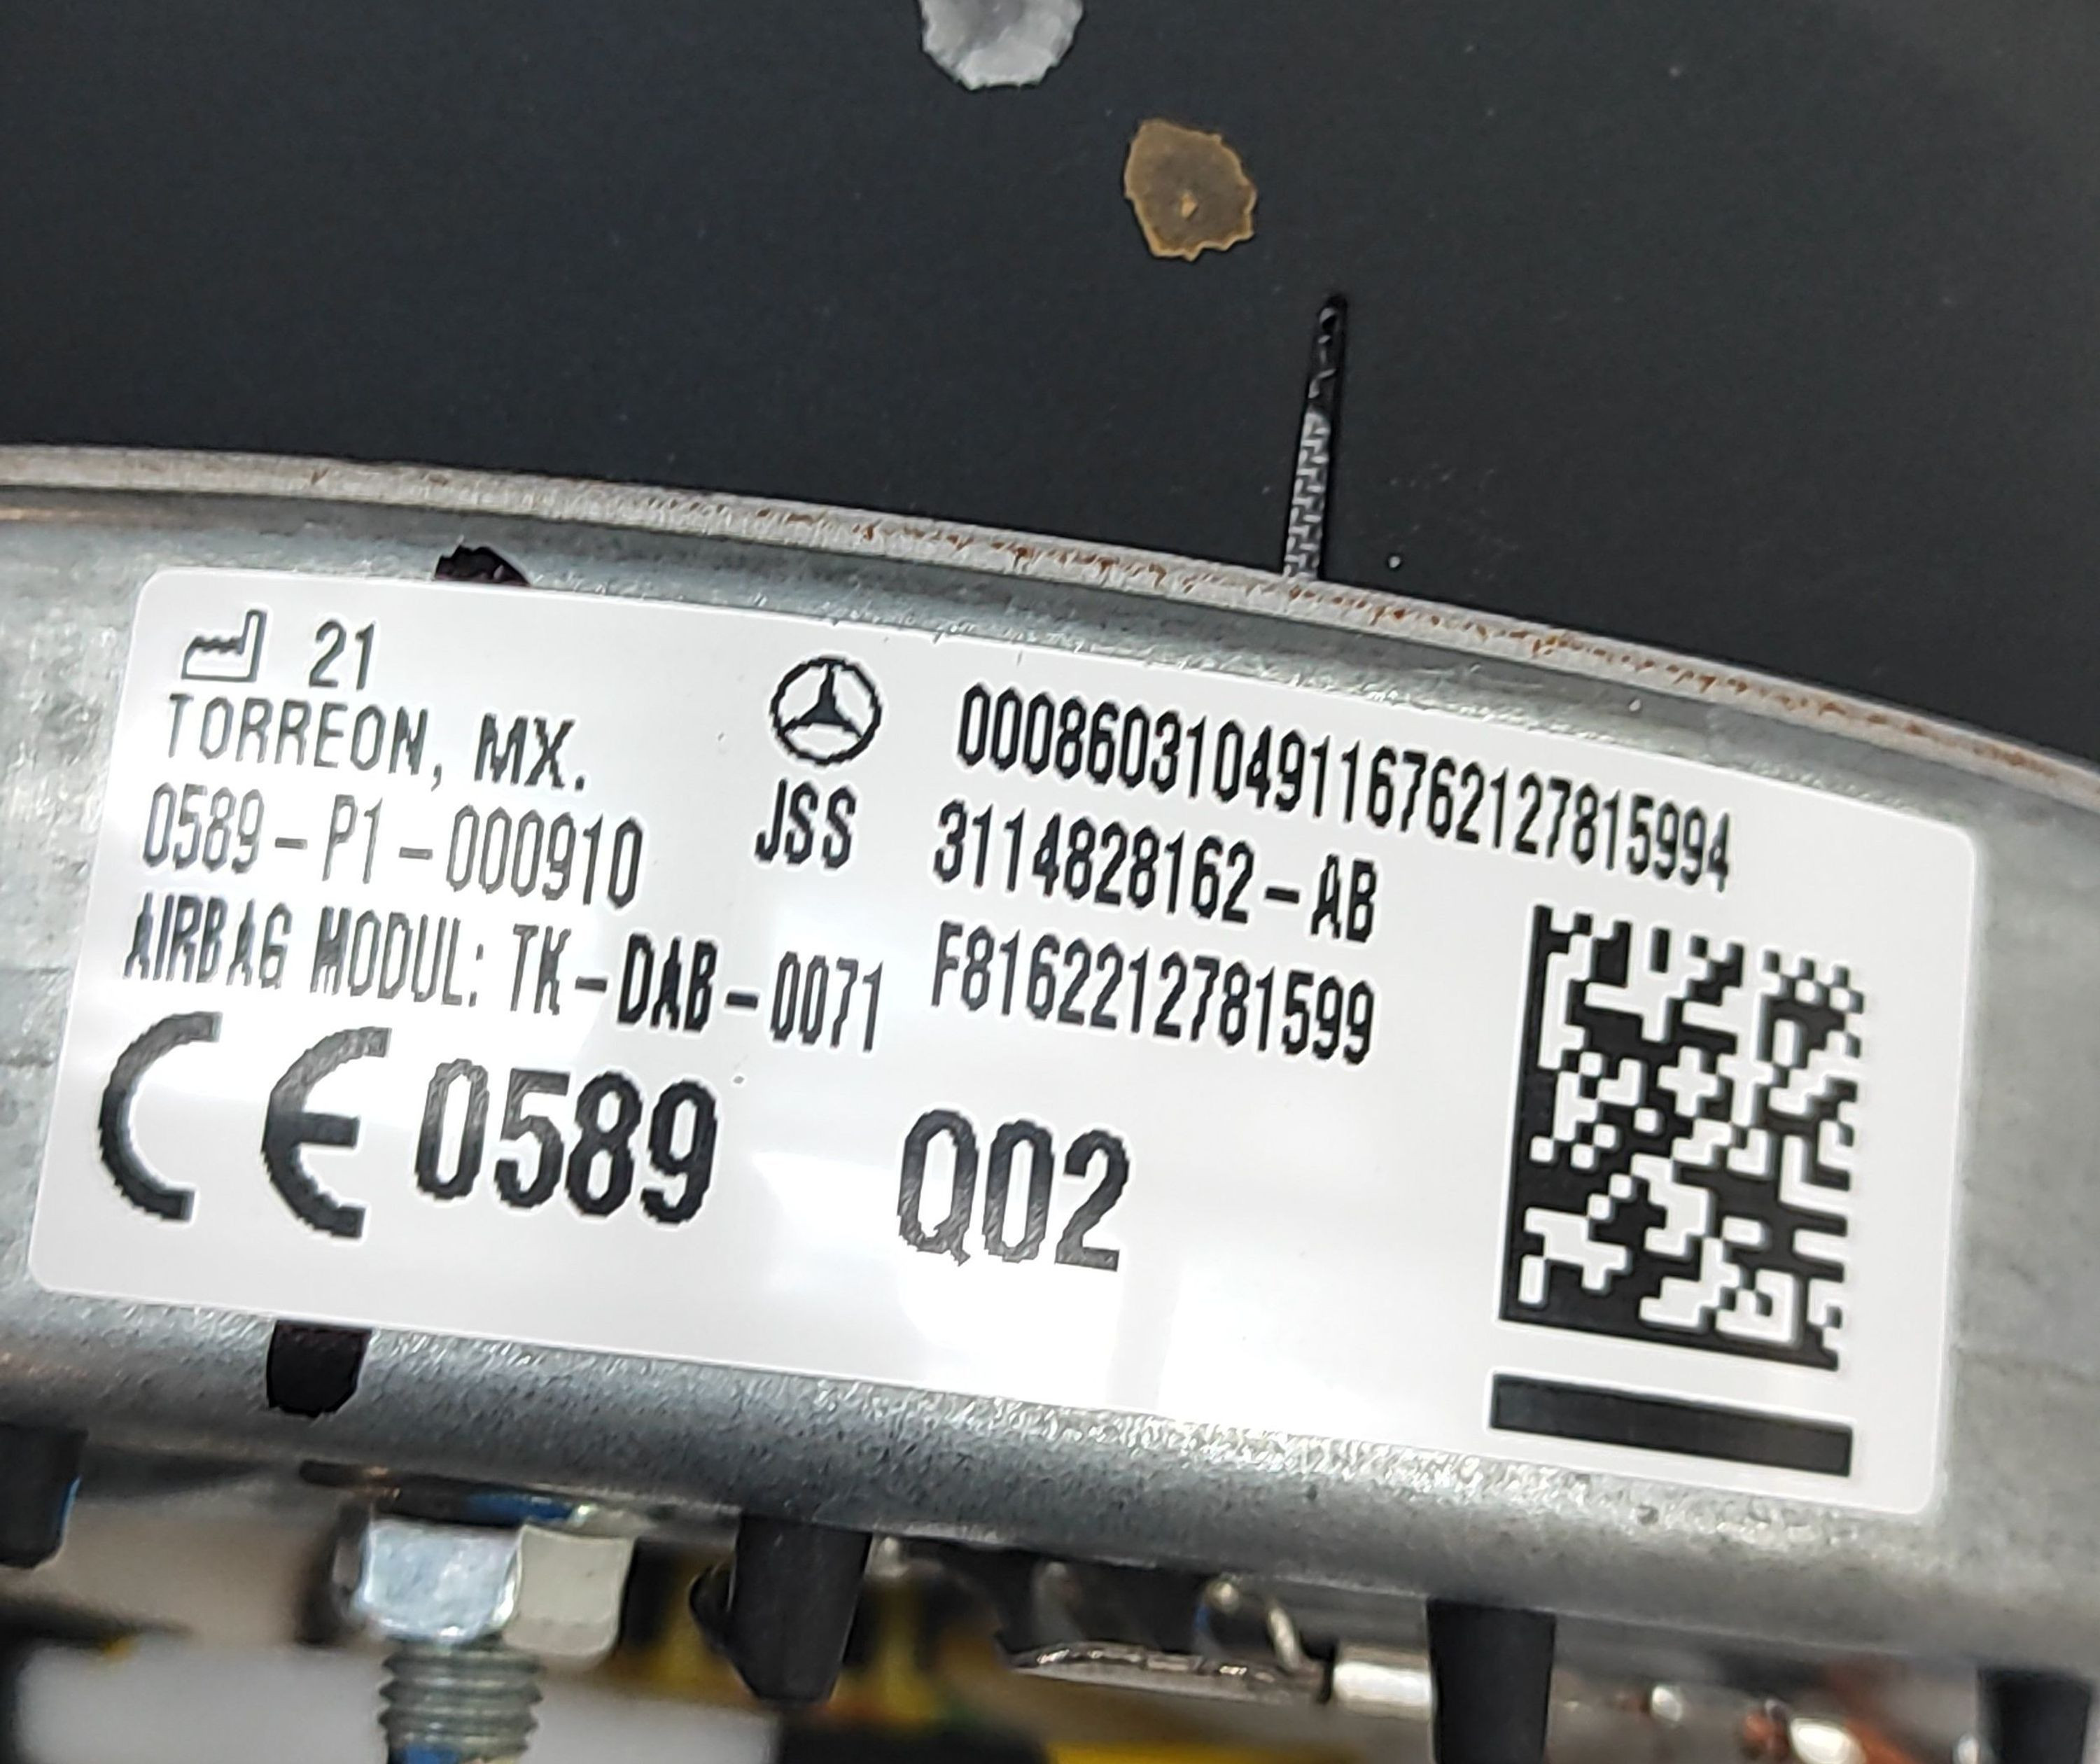 21
TORREON, MX.
0589-P1-000910
AIRBAG MODUL: TK-DAB-0071
CE 0589
JSS
00086031049116762127815994
3114828162-AB
F8162212781599
Q02